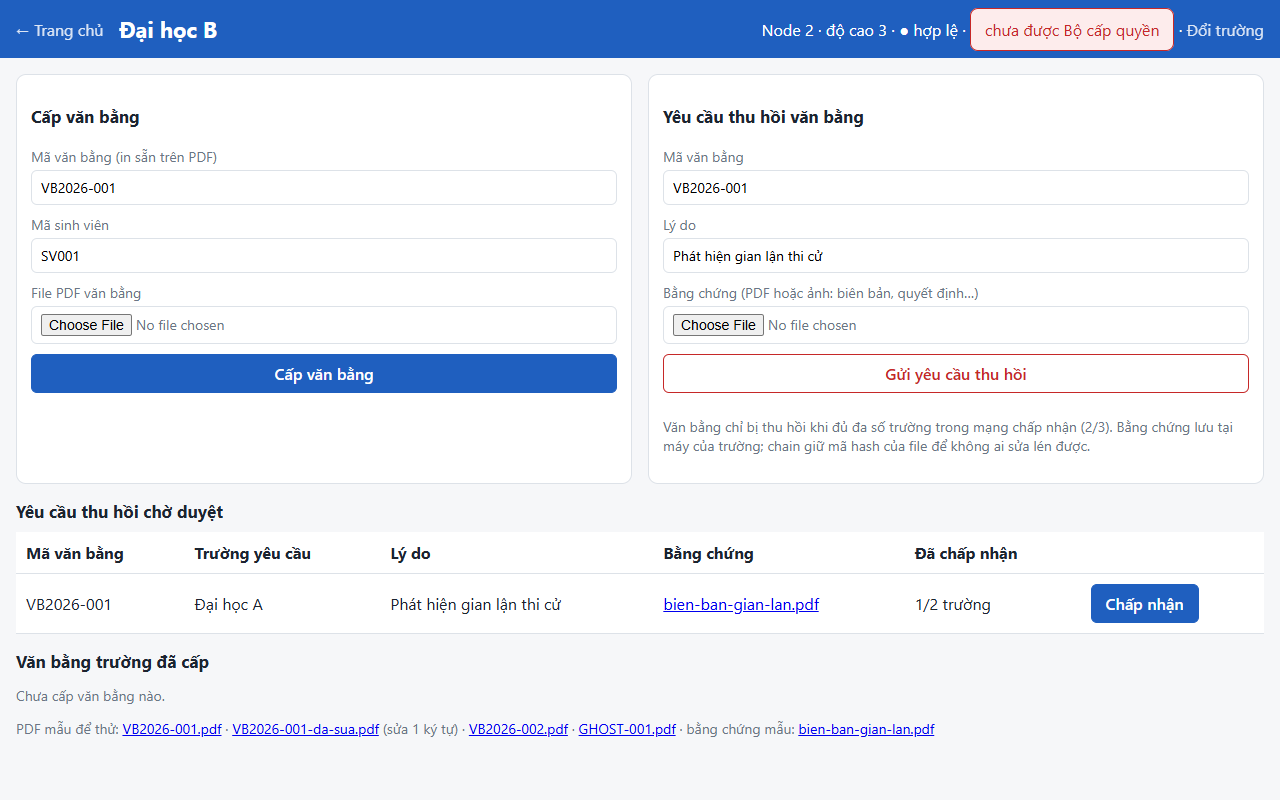 ← Trang chủ Đại học B Node 2 · độ cao 3 · ● hợp lệ · chưa được Bộ cấp quyền · Đổi trường
Cấp văn bằng
Mã văn bằng (in sẵn trên PDF)
VB2026-001
Mã sinh viên
SV001
File PDF văn bằng
Choose File No file chosen
Cấp văn bằng
Yêu cầu thu hồi văn bằng
Mã văn bằng
VB2026-001
Lý do
Phát hiện gian lận thi cử
Bằng chứng (PDF hoặc ảnh: biên bản, quyết định...)
Choose File No file chosen
Gửi yêu cầu thu hồi
Văn bằng chỉ bị thu hồi khi đủ đa số trường trong mạng chấp nhận (2/3). Bằng chứng lưu tại
máy của trường; chain giữ mã hash của file để không ai sửa lén được.
Yêu cầu thu hồi chờ duyệt
Mã văn bằng Trường yêu cầu Lý do Bằng chứng Đã chấp nhận
VB2026-001 Đại học A Phát hiện gian lận thi cử bien-ban-gian-lan.pdf 1/2 trường Chấp nhận
Văn bằng trường đã cấp
Chưa cấp văn bằng nào.
PDF mẫu để thử: VB2026-001.pdf · VB2026-001-da-sua.pdf (sửa 1 ký tự) · VB2026-002.pdf · GHOST-001.pdf · bằng chứng mẫu: bien-ban-gian-lan.pdf